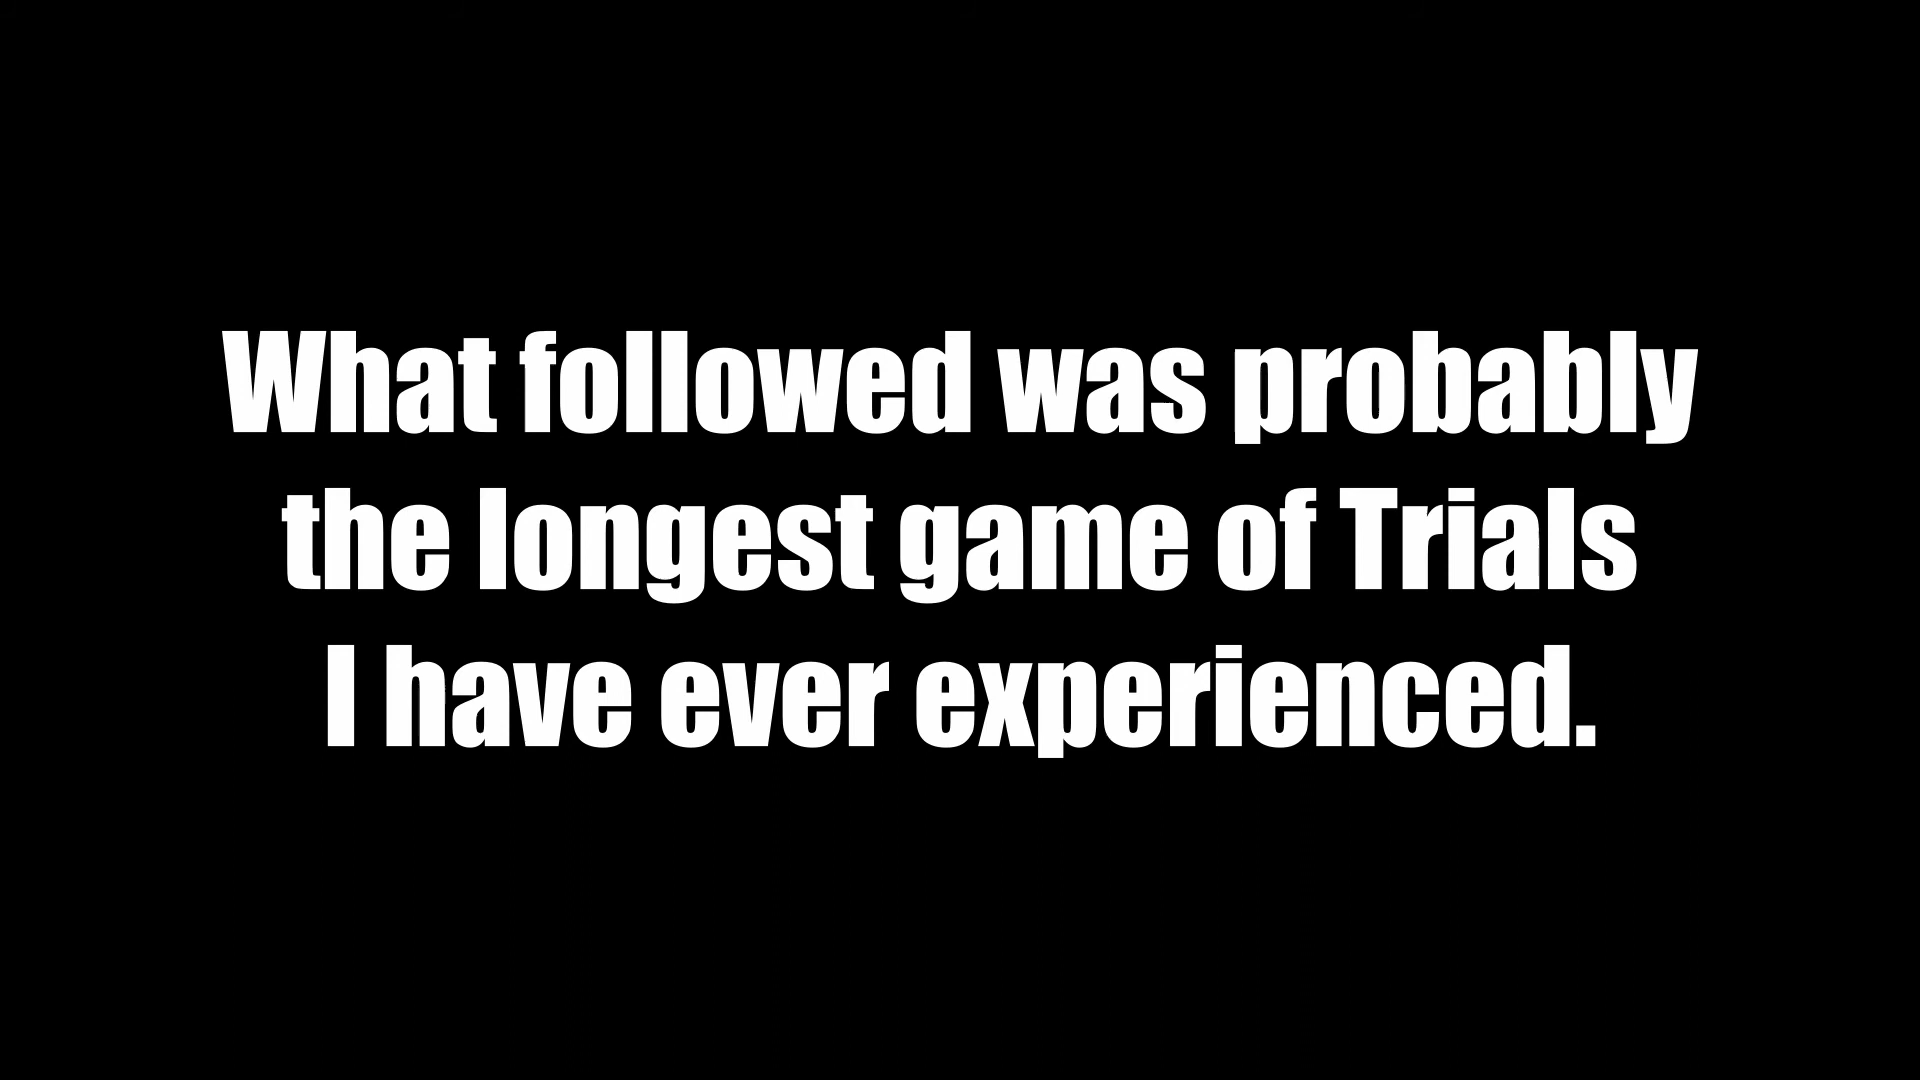 What followed was probably
the longest game of Trials
I have ever experienced.